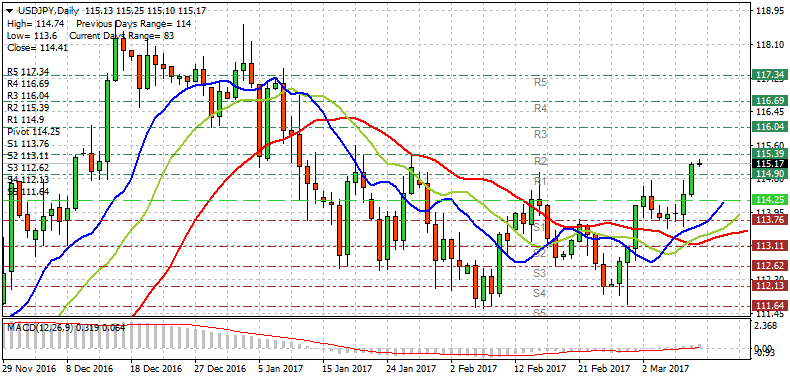 USDJPY,Daily 115.13 115.25 115.10 115.17
High= 114.74 Previous Days Range= 114
Low= 113.6 Current Days Range= 83
Close= 114.41
R5 117.34
R4 116.69
R3 116.04
R2 115.39
R1 114.9
Pivot 114.25
S1 113.76
S2 113.11
S3 112.62
S4 112.13
S5 111.64
R5
R4
R3
R2
R1
S1
S2
S3
S4
S5
118.95
118.10
117.34
116.69
116.04
115.60
115.39
115.17
114.90
114.25
113.95
113.76
113.11
112.62
112.13
111.64
111.45
MACD(12,26,9) 0.319 0.064
2.368
0.00
-0.93
29 Nov 2016 8 Dec 2016 18 Dec 2016 27 Dec 2016 5 Jan 2017 15 Jan 2017 24 Jan 2017 2 Feb 2017 12 Feb 2017 21 Feb 2017 2 Mar 2017